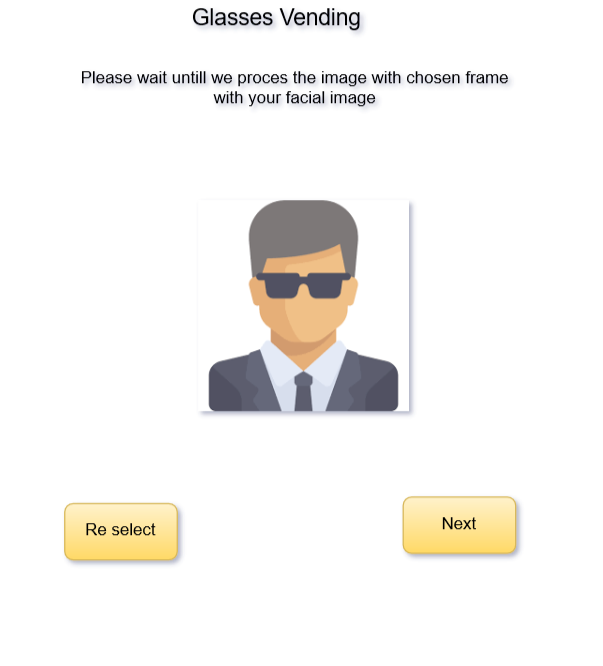 Glasses Vending
Please wait untill we proces the image with chosen frame
with your facial image
Re select
Next